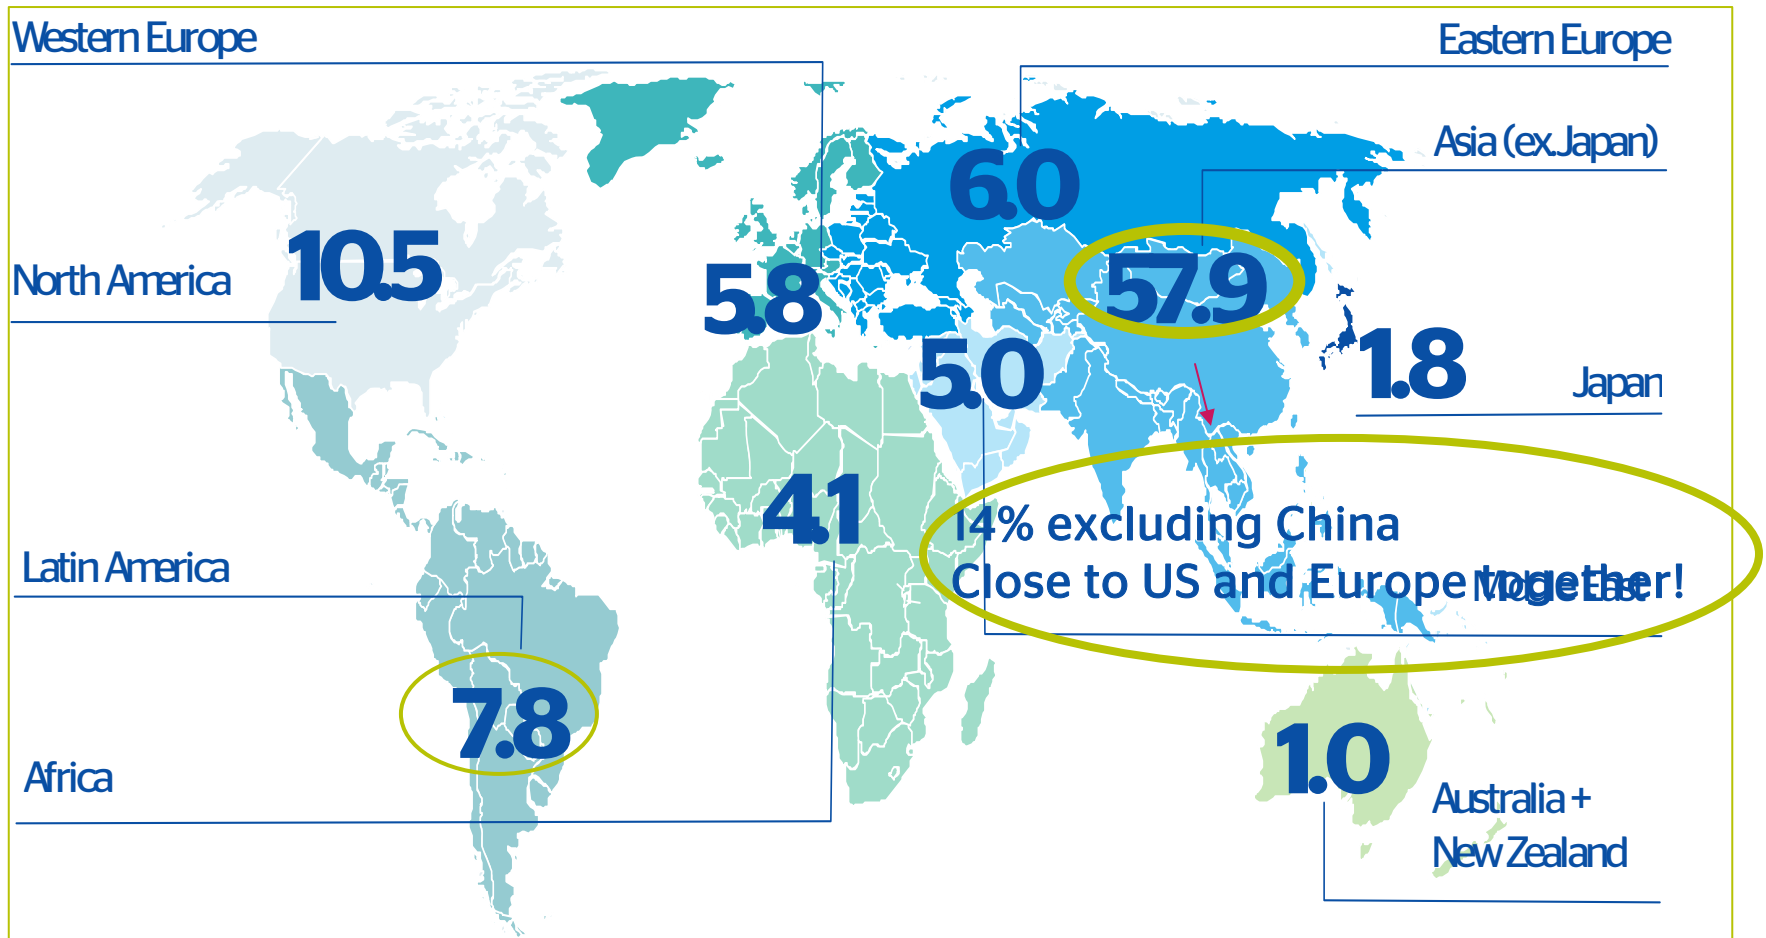 Western Europe
Eastern Europe
Asia (ex.Japan)
6.0
10.5
North America
5.8
57.9
5.0
1.8
Japan
4.1
14% excluding China
Latin America
Close to US and Europe together!
Middle East
7.8
Africa
1.0
Australia +
New Zealand